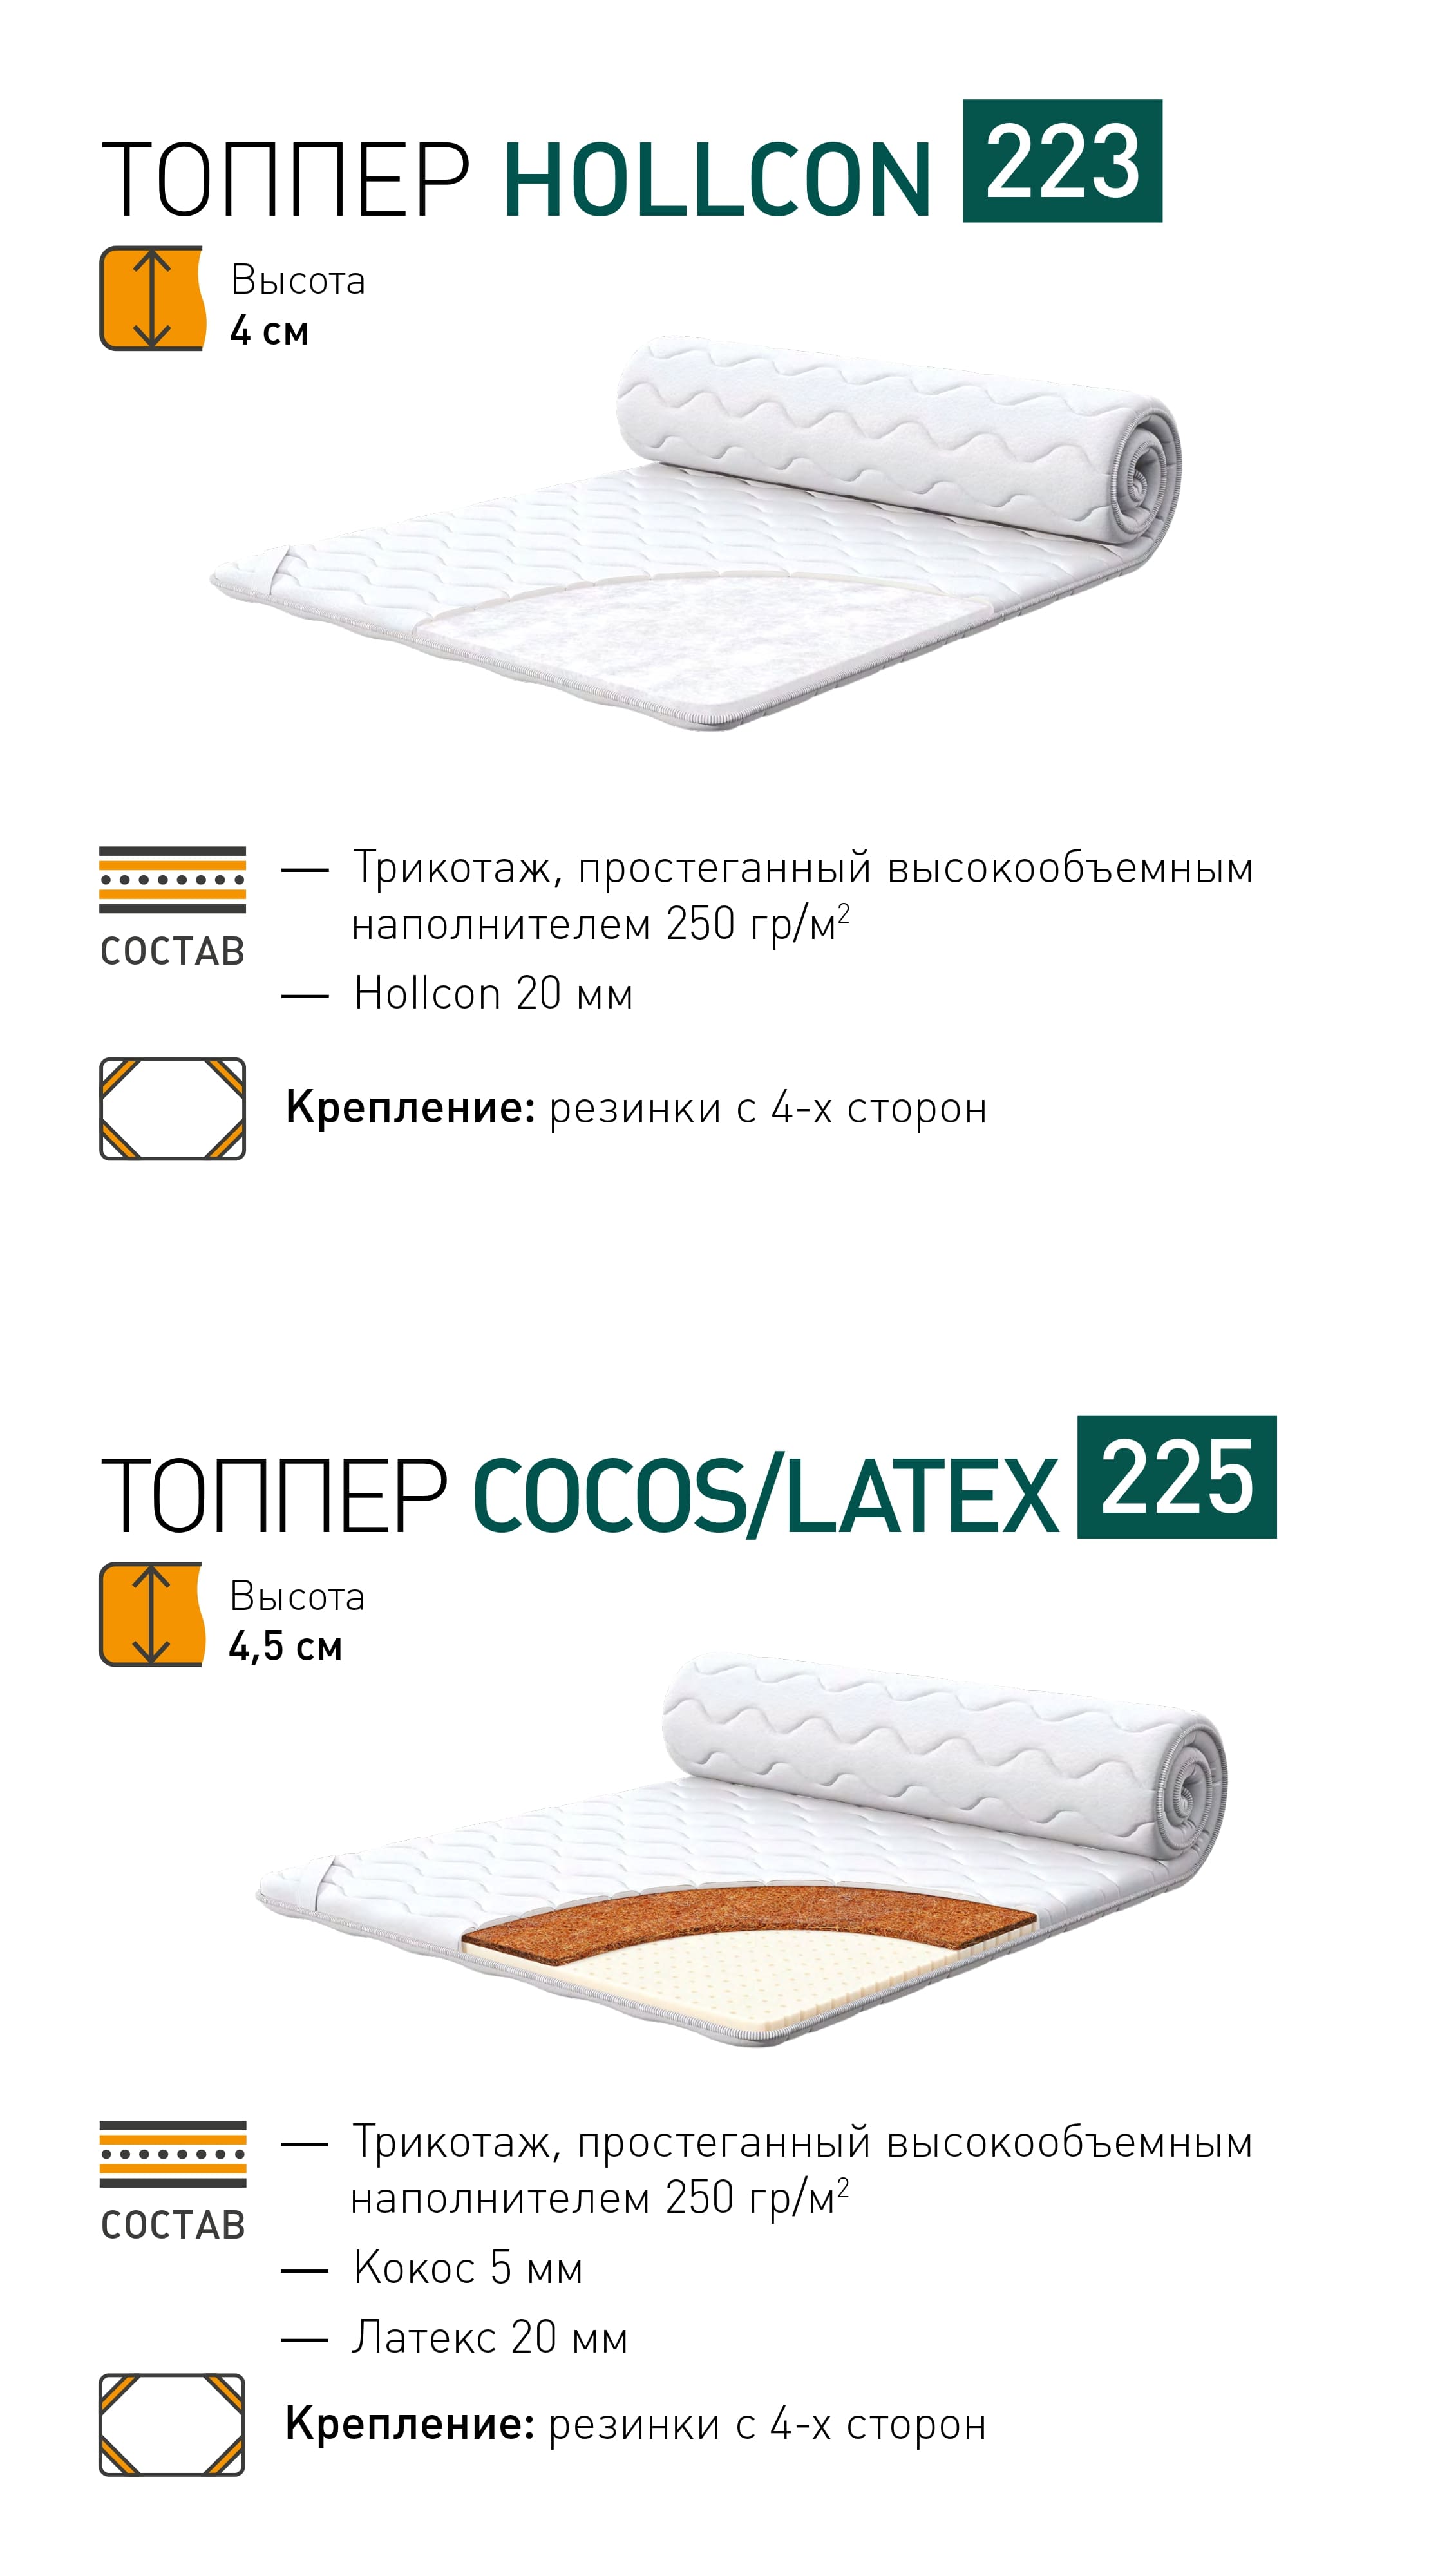 ТОППЕР HOLLCON 223
Высота
4 см
— Трикотаж, простеганный высокообъемным
наполнителем 250 гр/м²
СОСТАВ
— Hollcon 20 мм
Крепление: резинки с 4-х сторон
ТОППЕР COCOS/LATEX 225
Высота
4,5 см
— Трикотаж, простеганный высокообъемным
наполнителем 250 гр/м²
СОСТАВ
— Кокос 5 мм
— Латекс 20 мм
Крепление: резинки с 4-х сторон